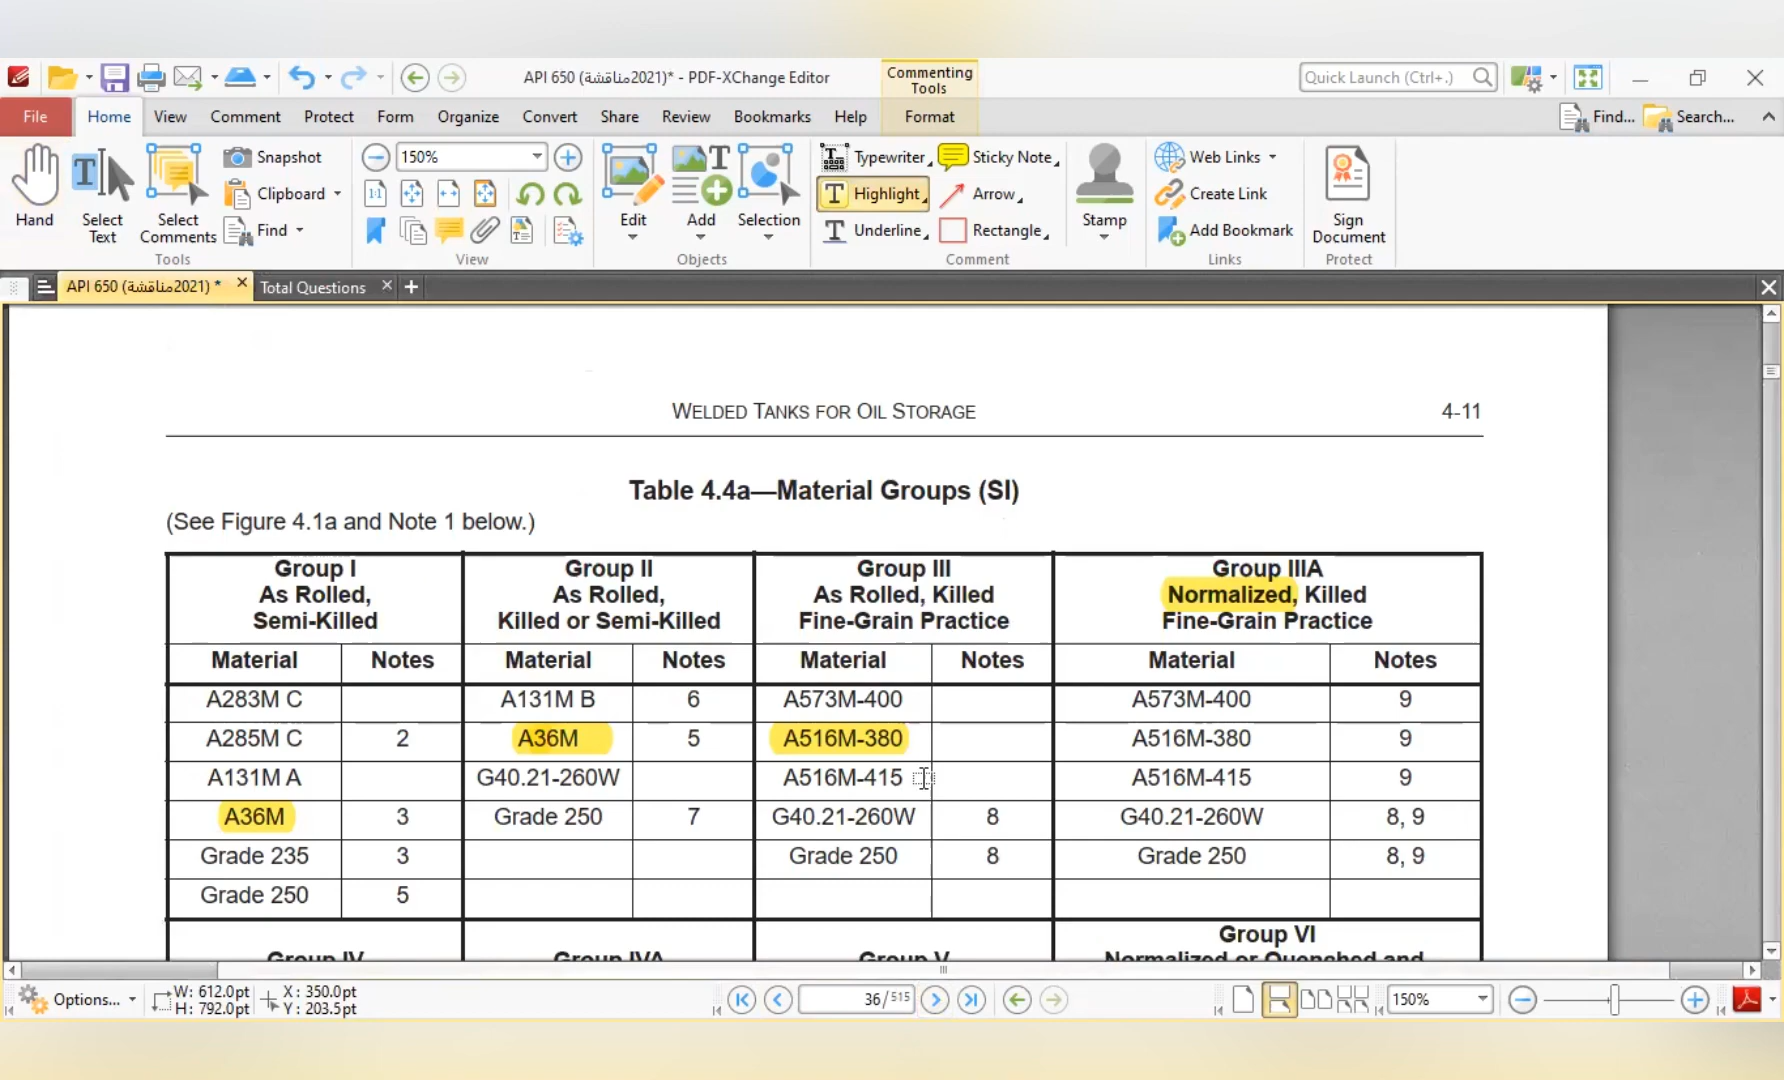 API 650 (مناقشة2021)* - PDF-XChange Editor
Commenting
Tools
Quick Launch (Ctrl+.)
File
Home
View
Comment
Protect
Form
Organize
Convert
Share
Review
Bookmarks
Help
Format
Find...
Search...
Hand
Select
Text
Select
Comments
Snapshot
Clipboard
Find
Tools
150%
View
Edit
Add
Selection
Objects
Typewriter
Sticky Note
Highlight
Arrow
Underline
Rectangle
Comment
Stamp
Web Links
Create Link
Add Bookmark
Links
Sign
Document
Protect
API 650 (مناقشة2021) *
Total Questions
WELDED TANKS FOR OIL STORAGE 4-11
Table 4.4a—Material Groups (SI)
(See Figure 4.1a and Note 1 below.)
Group I
As Rolled,
Semi-Killed
Group II
As Rolled,
Killed or Semi-Killed
Group III
As Rolled, Killed
Fine-Grain Practice
Group IIIA
Normalized, Killed
Fine-Grain Practice
Material Notes Material Notes Material Notes Material Notes
A283M C A131M B 6 A573M-400 A573M-400 9
A285M C 2 A36M 5 A516M-380 A516M-380 9
A131M A G40.21-260W A516M-415 A516M-415 9
A36M 3 Grade 250 7 G40.21-260W 8 G40.21-260W 8, 9
Grade 235 3 Grade 250 8 Grade 250 8, 9
Grade 250 5
Group IV Group IVA Group V Group VI
Normalized or Quenched and
Options...
W: 612.0pt
H: 792.0pt
X: 350.0pt
Y: 203.5pt
36/515
150%